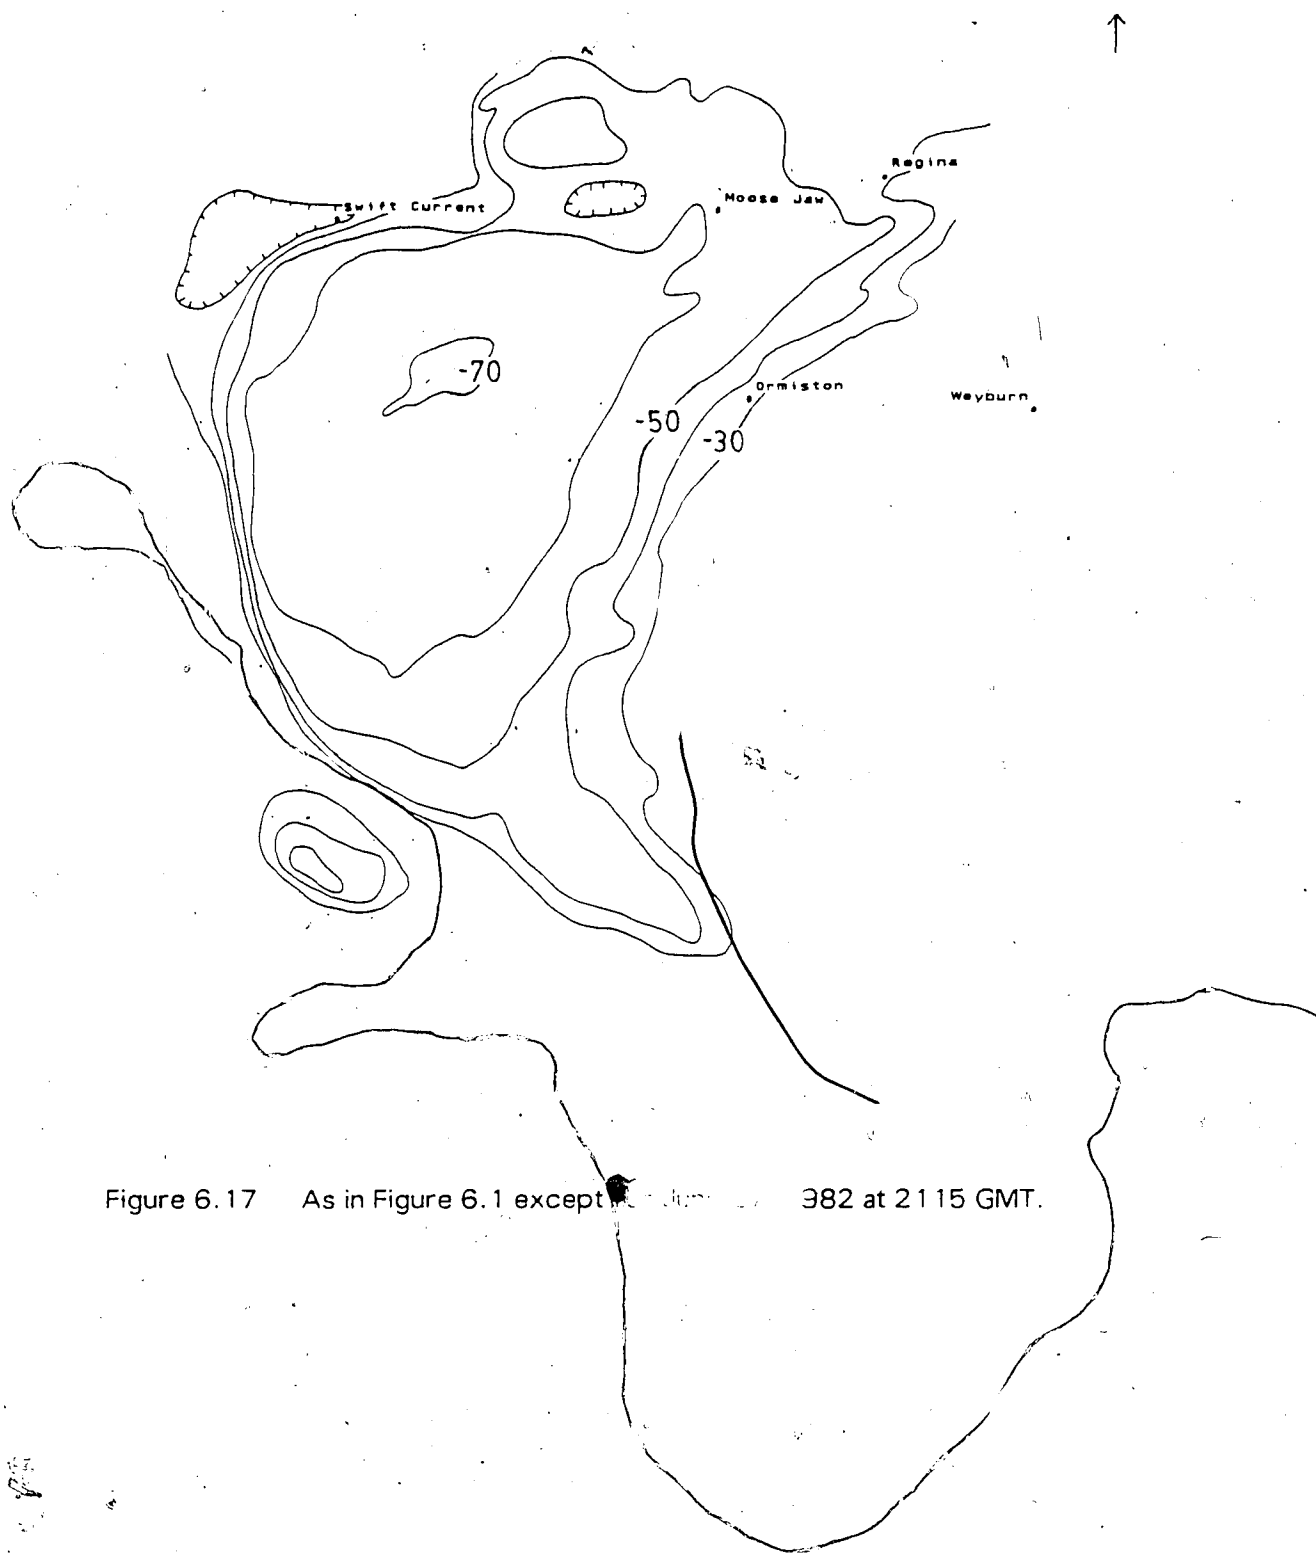 Regina
Moose Jaw
Swift Current
-70
Ormiston
Weyburn
-50
-30
Figure 6.17 As in Figure 6.1 except 982 at 2115 GMT.